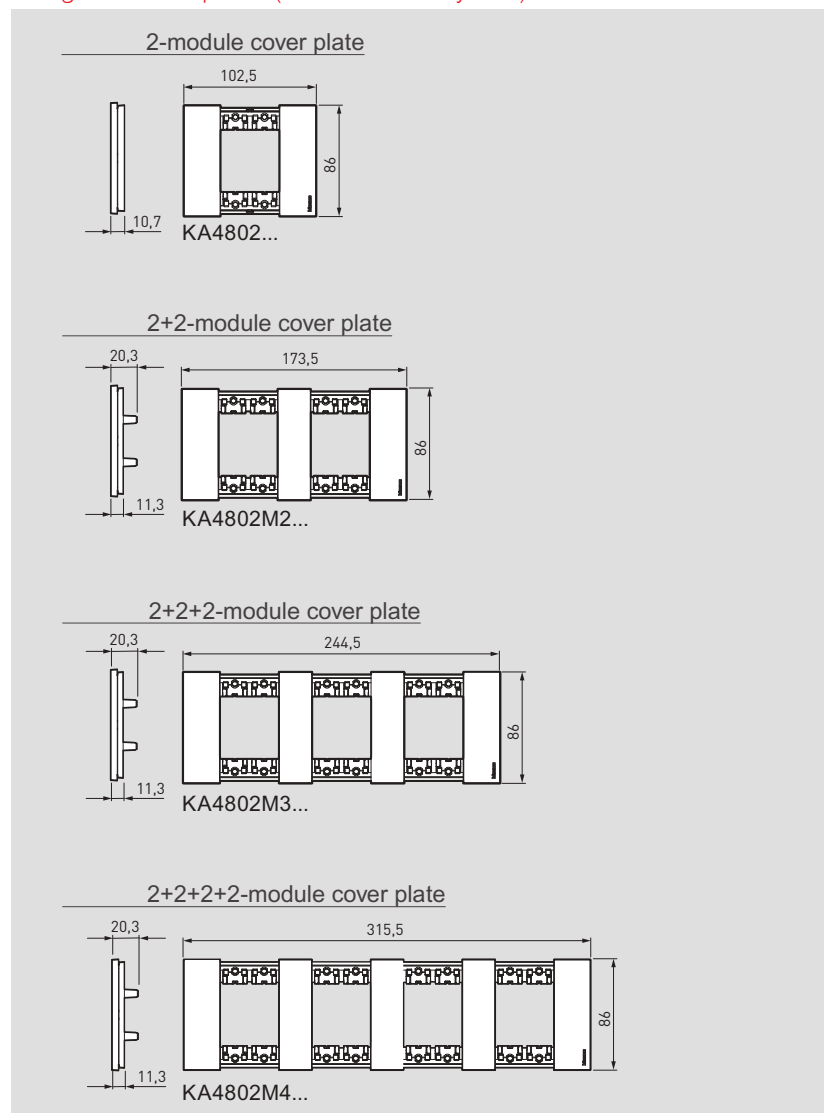 2-module cover plate
102,5
86
10,7
KA4802...
2+2-module cover plate
20,3
173,5
86
11,3
KA4802M2...
2+2+2-module cover plate
20,3
244,5
86
11,3
KA4802M3...
2+2+2+2-module cover plate
20,3
315,5
86
11,3
KA4802M4...